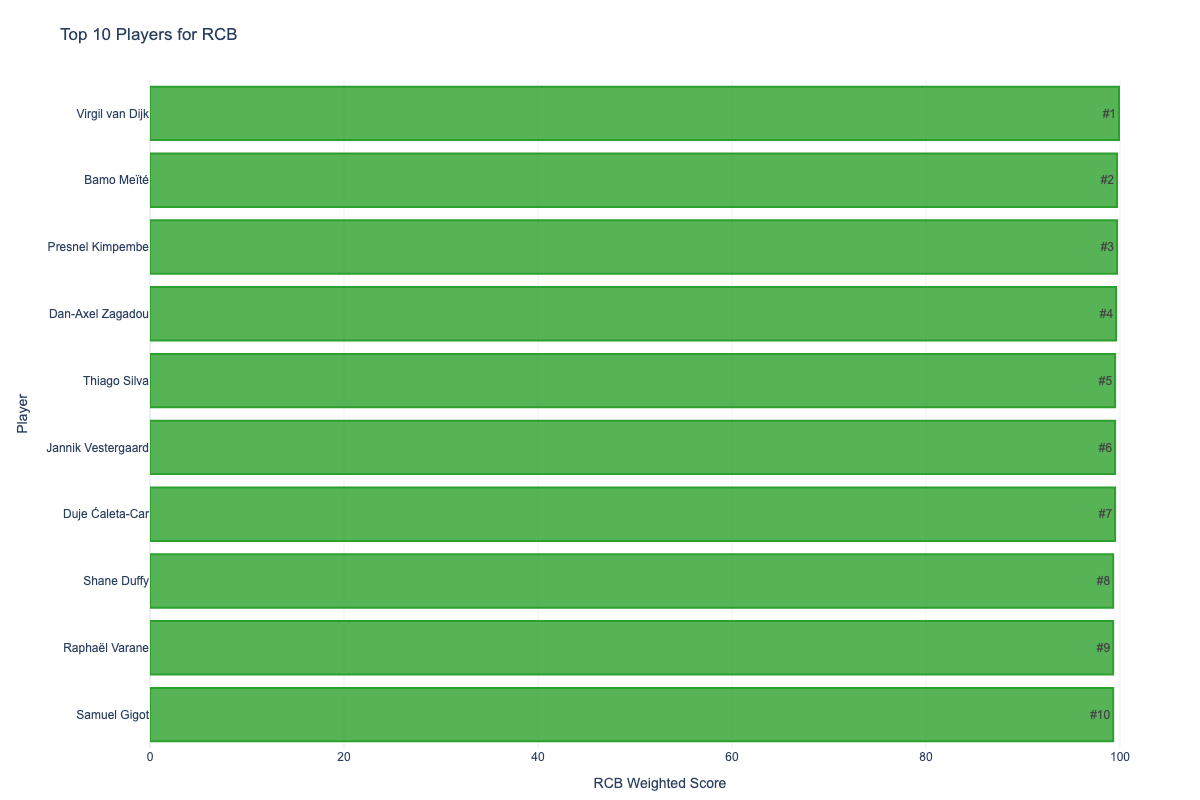 Top 10 Players for RCB
Virgil van Dijk #1
Bamo Meïté #2
Presnel Kimpembe #3
Dan-Axel Zagadou #4
Thiago Silva #5
Jannik Vestergaard #6
Duje Ćaleta-Car #7
Shane Duffy #8
Raphaël Varane #9
Samuel Gigot #10
Player
0 20 40 60 80 100
RCB Weighted Score